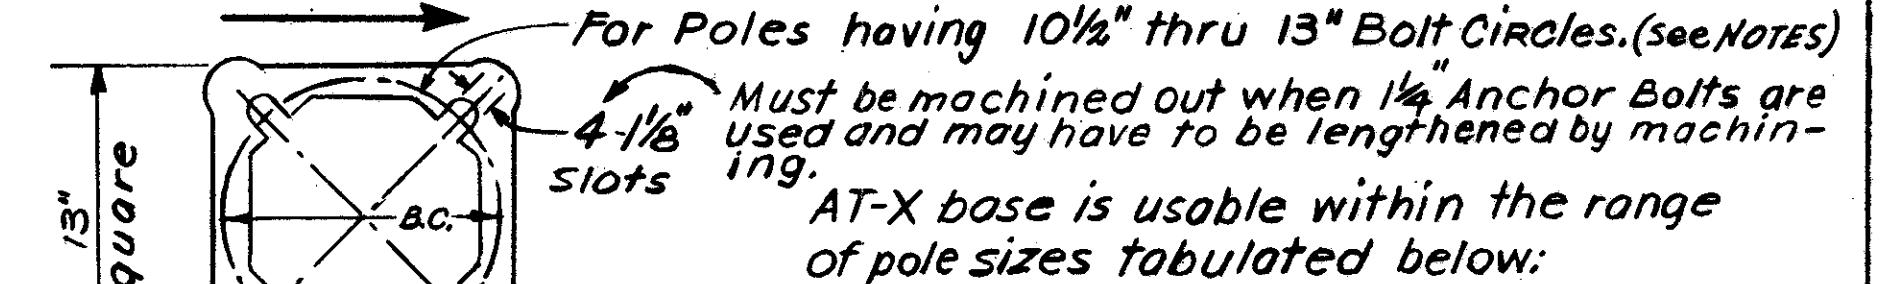 For Poles having 10½" thru 13" Bolt Circles. (See NOTES)
4-1⅛" slots
Must be machined out when 1¼" Anchor Bolts are
used and may have to be lengthened by machin-
ing.
13"
B.C.
AT-X base is usable within the range
of pole sizes tabulated below: